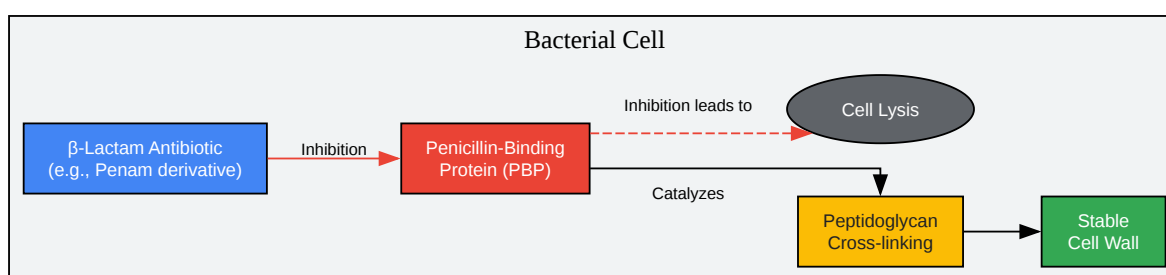 Bacterial Cell
β-Lactam Antibiotic
(e.g., Penam derivative)
Inhibition
Penicillin-Binding
Protein (PBP)
Inhibition leads to
Cell Lysis
Catalyzes
Peptidoglycan
Cross-linking
Stable
Cell Wall